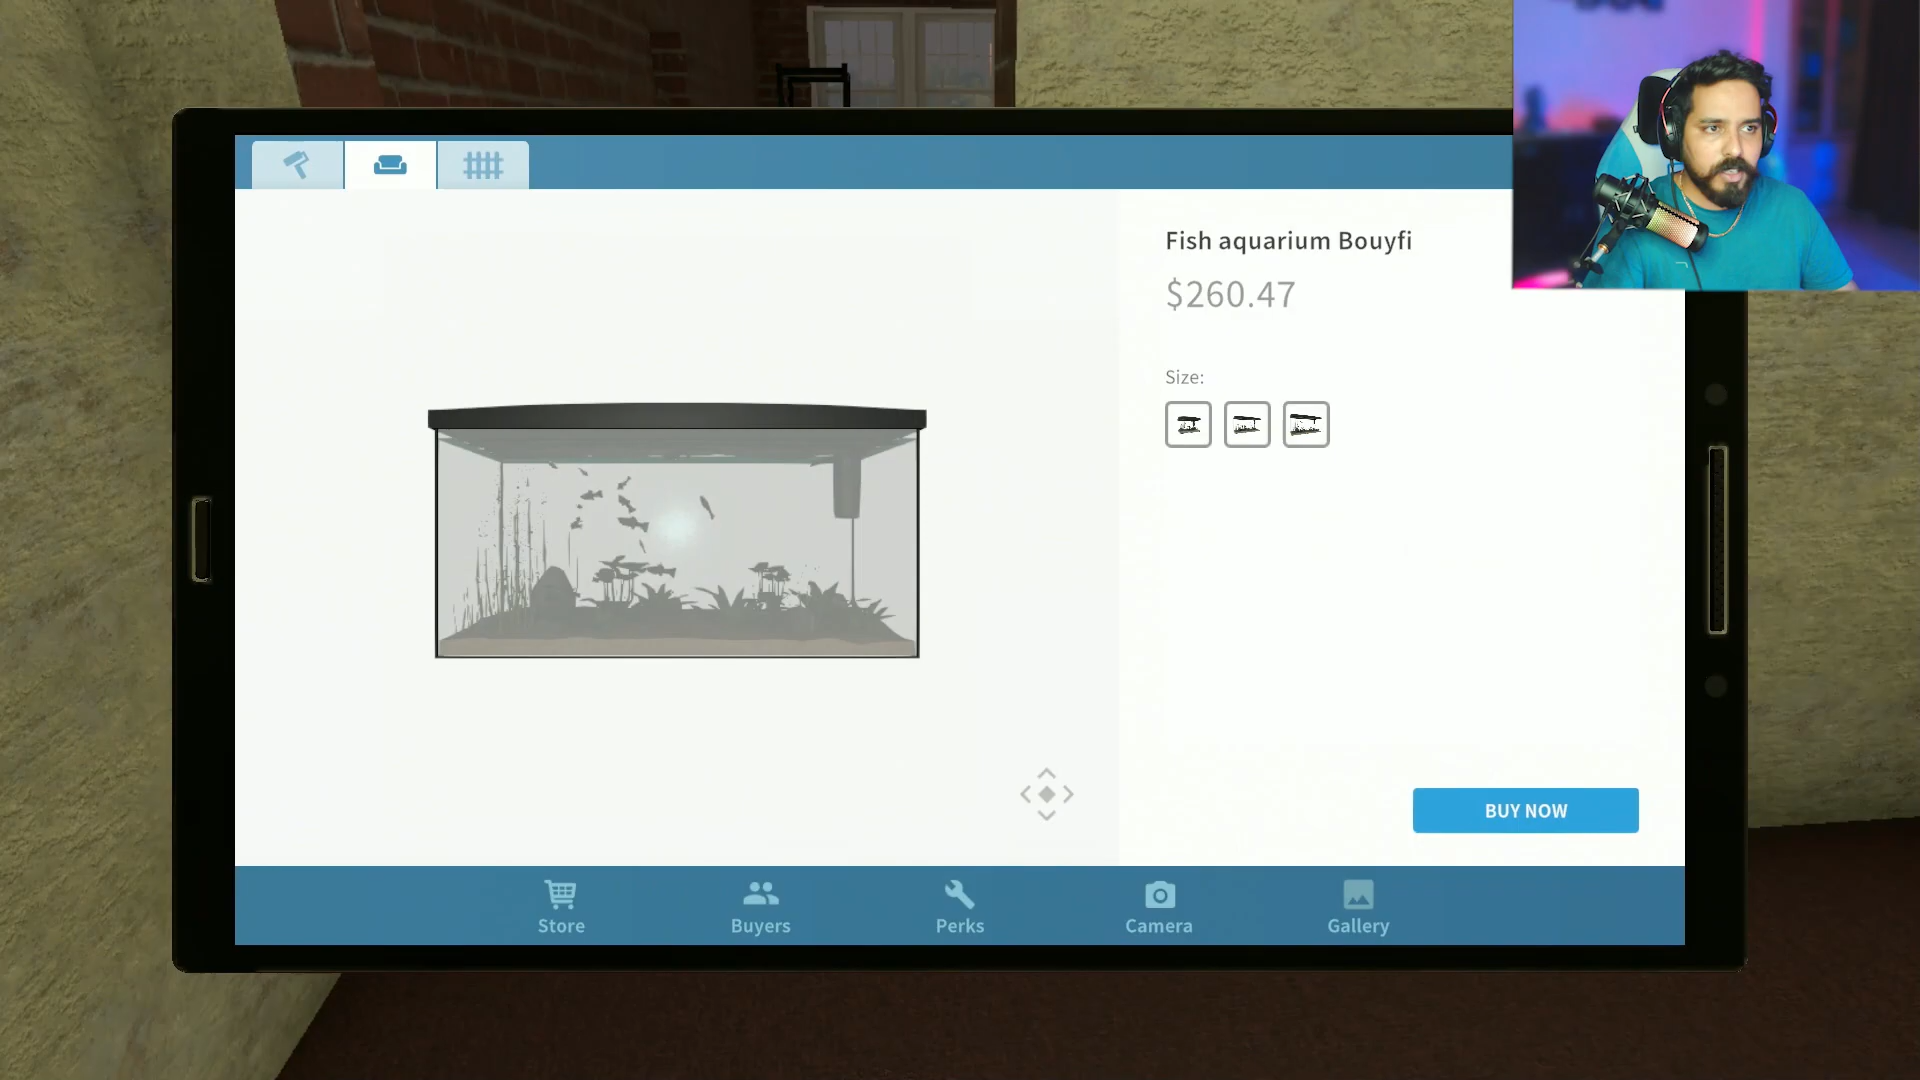 Fish aquarium Bouyfi
$260.47
Size:
BUY NOW
Store
Buyers
Perks
Camera
Gallery